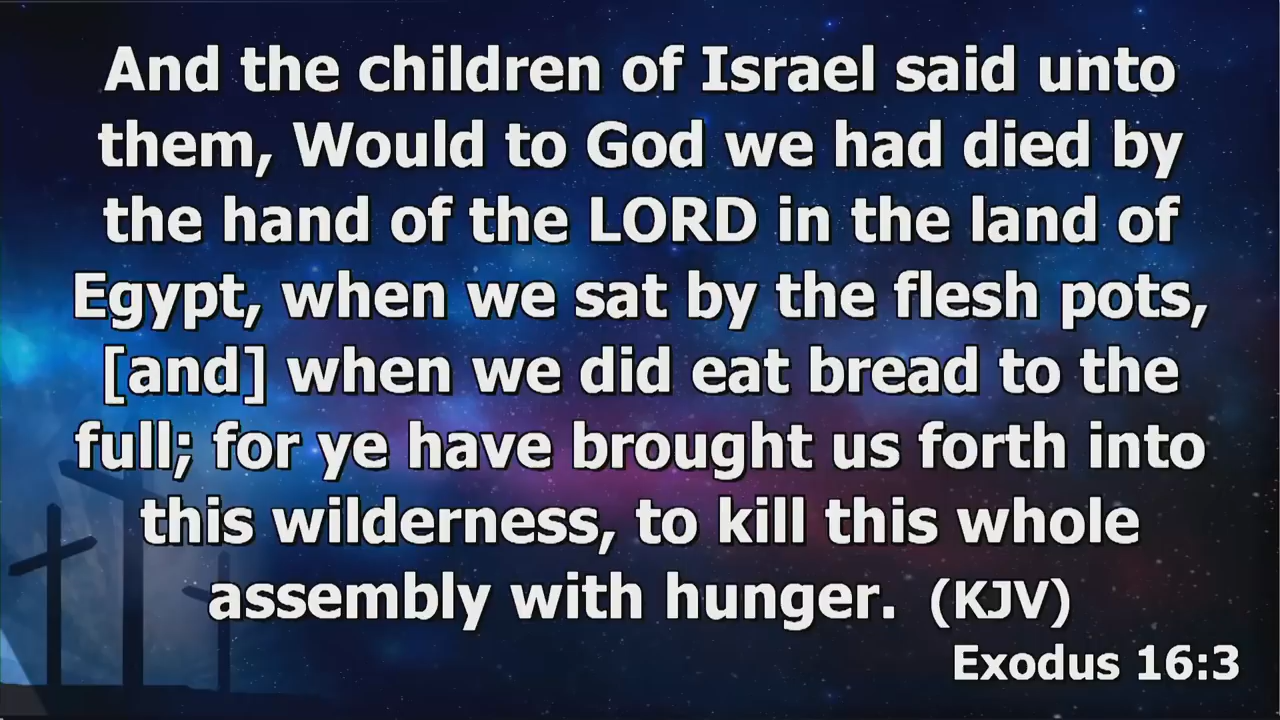 And the children of Israel said unto
them, Would to God we had died by
the hand of the LORD in the land of
Egypt, when we sat by the flesh pots,
[and] when we did eat bread to the
full; for ye have brought us forth into
this wilderness, to kill this whole
assembly with hunger. (KJV)
Exodus 16:3